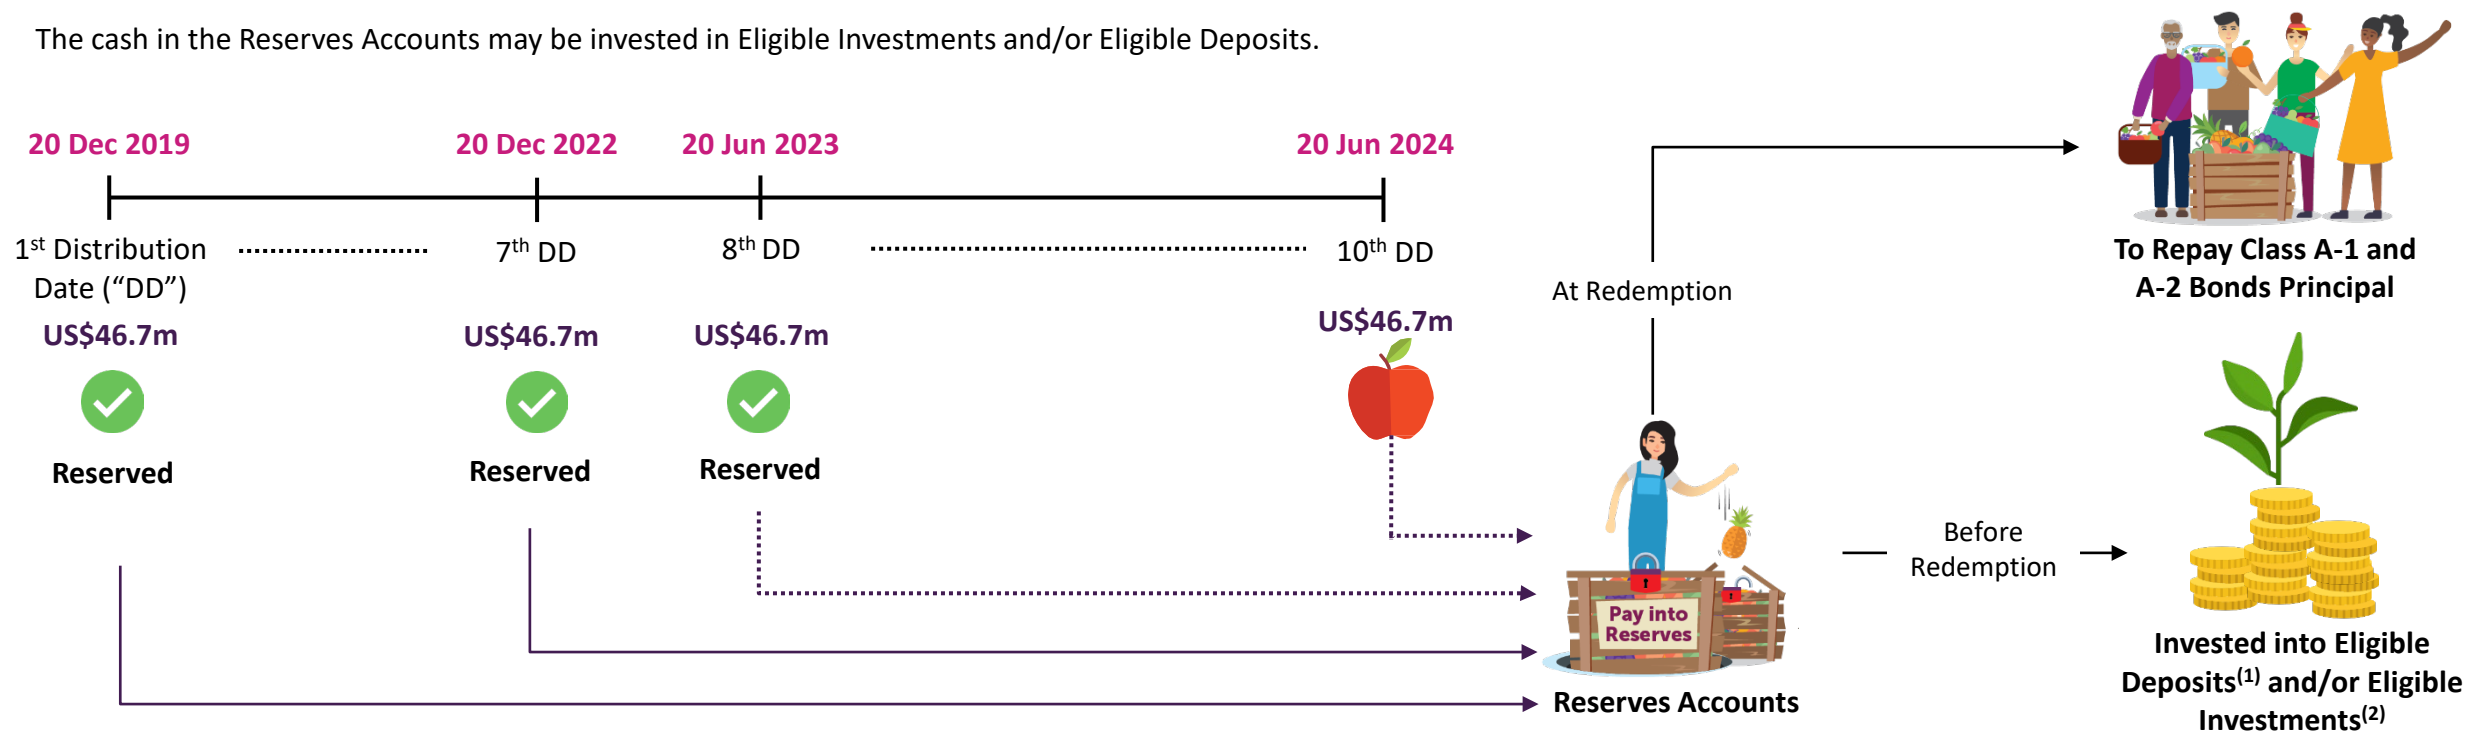 The cash in the Reserves Accounts may be invested in Eligible Investments and/or Eligible Deposits.
20 Dec 2019
20 Dec 2022
20 Jun 2023
20 Jun 2024
1st Distribution
Date (“DD”)
7th DD
8th DD
10th DD
US$46.7m
US$46.7m
US$46.7m
US$46.7m
Reserved
Reserved
Reserved
At Redemption
To Repay Class A-1 and
A-2 Bonds Principal
Pay into
Reserves
Reserves Accounts
Before
Redemption
Invested into Eligible
Deposits(1) and/or Eligible
Investments(2)